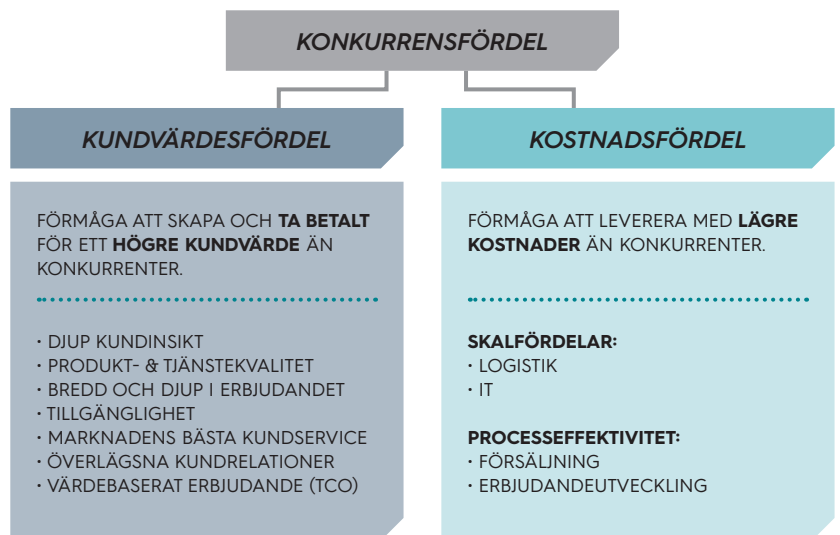 KONKURRENSFÖRDEL
KUNDVÄRDESFÖRDEL
FÖRMÅGA ATT SKAPA OCH TA BETALT
FÖR ETT HÖGRE KUNDVÄRDE ÄN
KONKURRENTER.
· DJUP KUNDINSIKT
· PRODUKT- & TJÄNSTEKVALITET
· BREDD OCH DJUP I ERBJUDANDET
· TILLGÄNGLIGHET
· MARKNADENS BÄSTA KUNDSERVICE
· ÖVERLÄGSNA KUNDRELATIONER
· VÄRDEBASERAT ERBJUDANDE (TCO)
KOSTNADSFÖRDEL
FÖRMÅGA ATT LEVERERA MED LÄGRE
KOSTNADER ÄN KONKURRENTER.
SKALFÖRDELAR:
· LOGISTIK
· IT
PROCESSEFFEKTIVITET:
· FÖRSÄLJNING
· ERBJUDANDEUTVECKLING